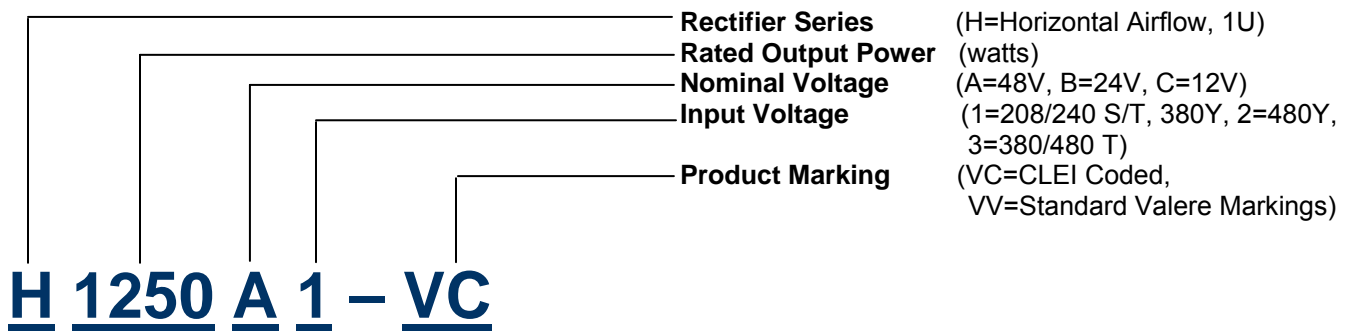 Rectifier Series (H=Horizontal Airflow, 1U)
Rated Output Power (watts)
Nominal Voltage (A=48V, B=24V, C=12V)
Input Voltage (1=208/240 S/T, 380Y, 2=480Y,
3=380/480 T)
Product Marking (VC=CLEI Coded,
VV=Standard Valere Markings)
H 1250 A 1 – VC